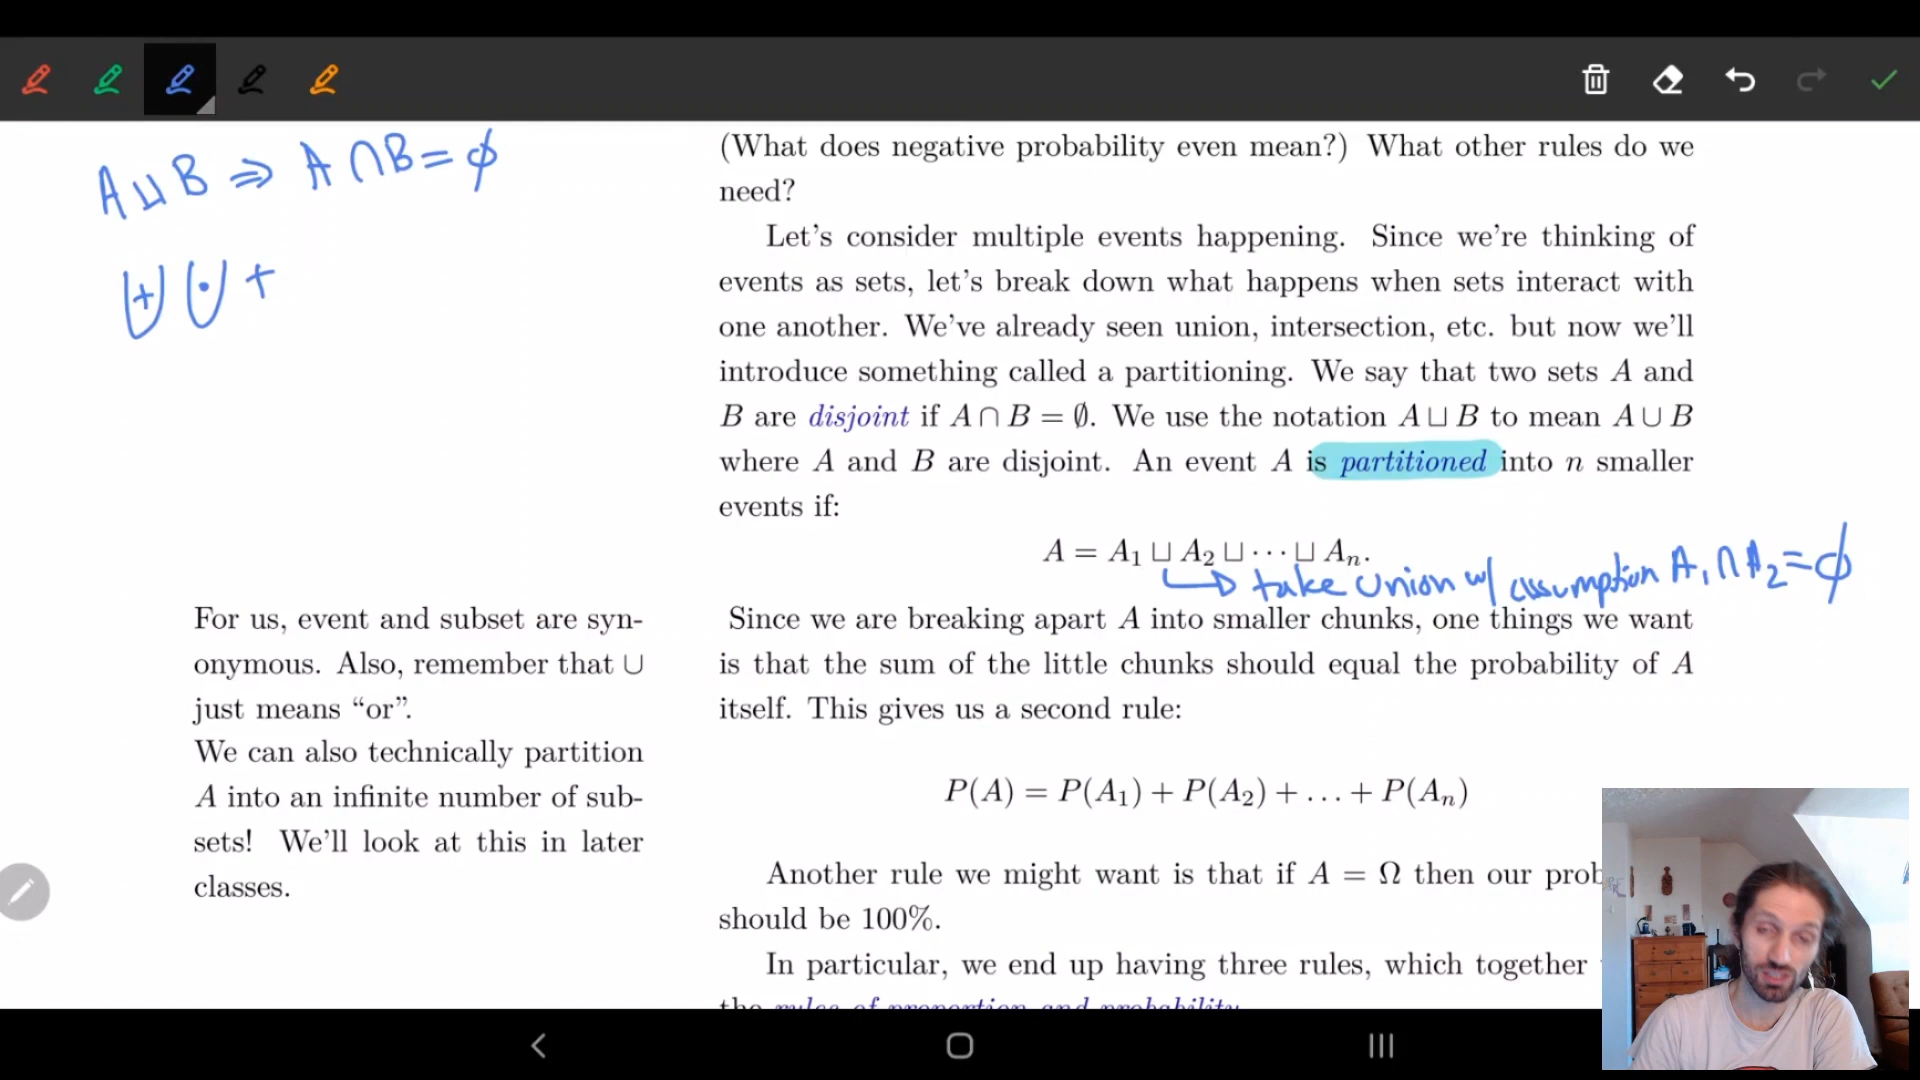 A ⊔ B ⇒ A ∩ B = ϕ
⊎ ⨃ +
(What does negative probability even mean?) What other rules do we
need?
Let's consider multiple events happening. Since we're thinking of
events as sets, let's break down what happens when sets interact with
one another. We've already seen union, intersection, etc. but now we'll
introduce something called a partitioning. We say that two sets A and
B are disjoint if A ∩ B = ∅. We use the notation A ⊔ B to mean A ∪ B
where A and B are disjoint. An event A is partitioned into n smaller
events if:
A = A₁ ⊔ A₂ ⊔ ··· ⊔ Aₙ.
↳ take union w/ assumption A₁ ∩ A₂ = ϕ
For us, event and subset are syn-
onymous. Also, remember that ∪
just means "or".
We can also technically partition
A into an infinite number of sub-
sets! We'll look at this in later
classes.
Since we are breaking apart A into smaller chunks, one things we want
is that the sum of the little chunks should equal the probability of A
itself. This gives us a second rule:
P(A) = P(A₁) + P(A₂) + ... + P(Aₙ)
Another rule we might want is that if A = Ω then our prob
should be 100%.
In particular, we end up having three rules, which together
the rules of proportion and probability